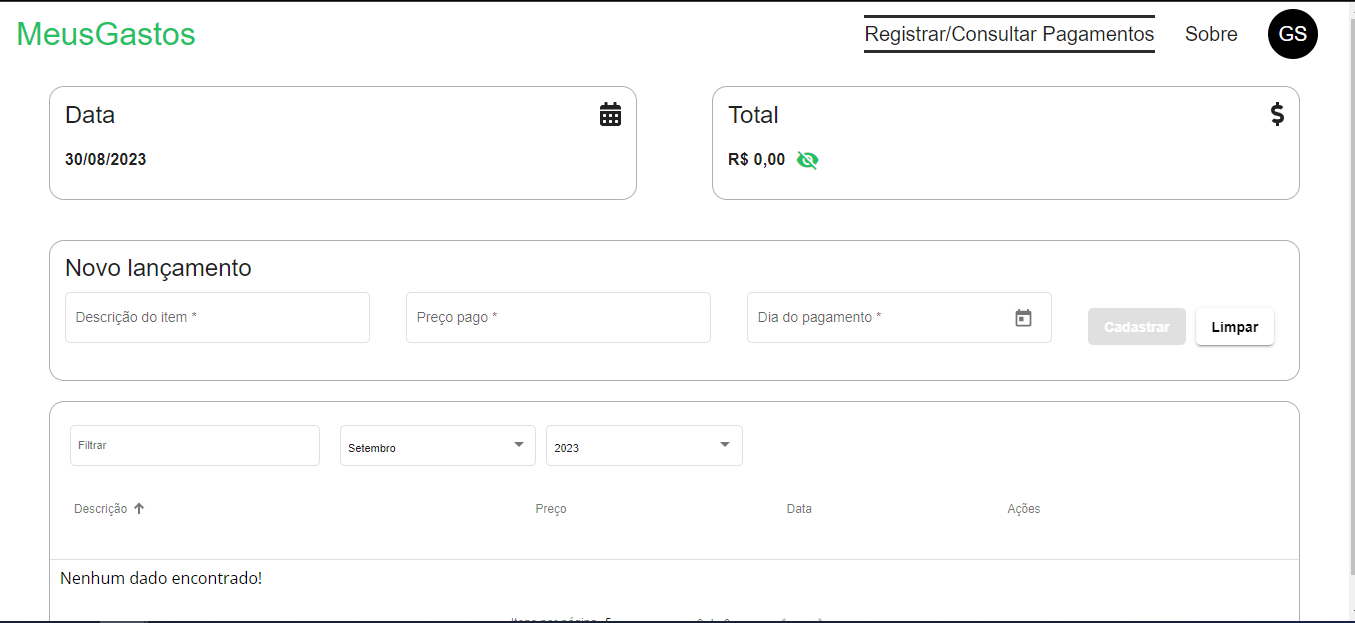 MeusGastos
Registrar/Consultar Pagamentos
Sobre
GS
Data
30/08/2023
Total
R$ 0,00
Novo lançamento
Descrição do item *
Preço pago *
Dia do pagamento *
Cadastrar
Limpar
Filtrar
Setembro
2023
Descrição
Preço
Data
Ações
Nenhum dado encontrado!